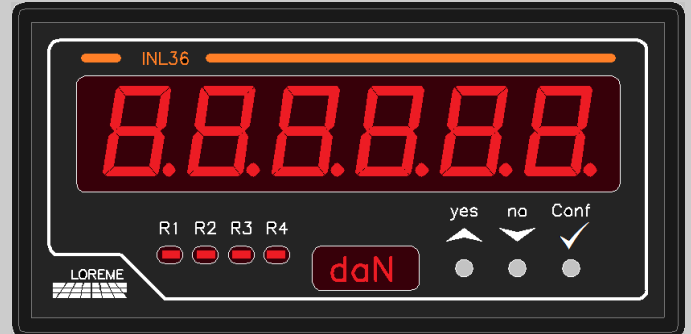 INL36
8.8.8.8.8.8.
yes no Conf
R1 R2 R3 R4
daN
LOREME